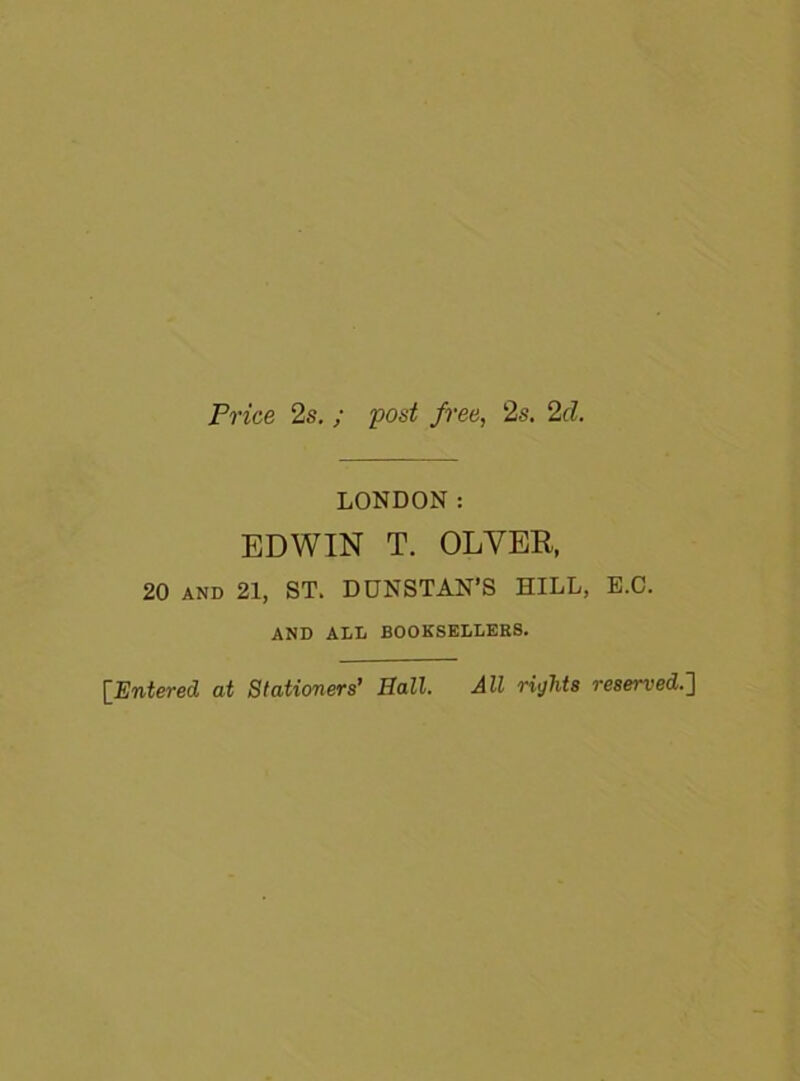 Price 2s. ; post free, 2s. 2d.
LONDON :
EDWIN T. OLVER,
20 AND 21, ST. DUNSTAN'S HILL, E.C.
AND ALL BOOKSELLERS.
[Entered at Stationers' Hall. All rights reserved.]